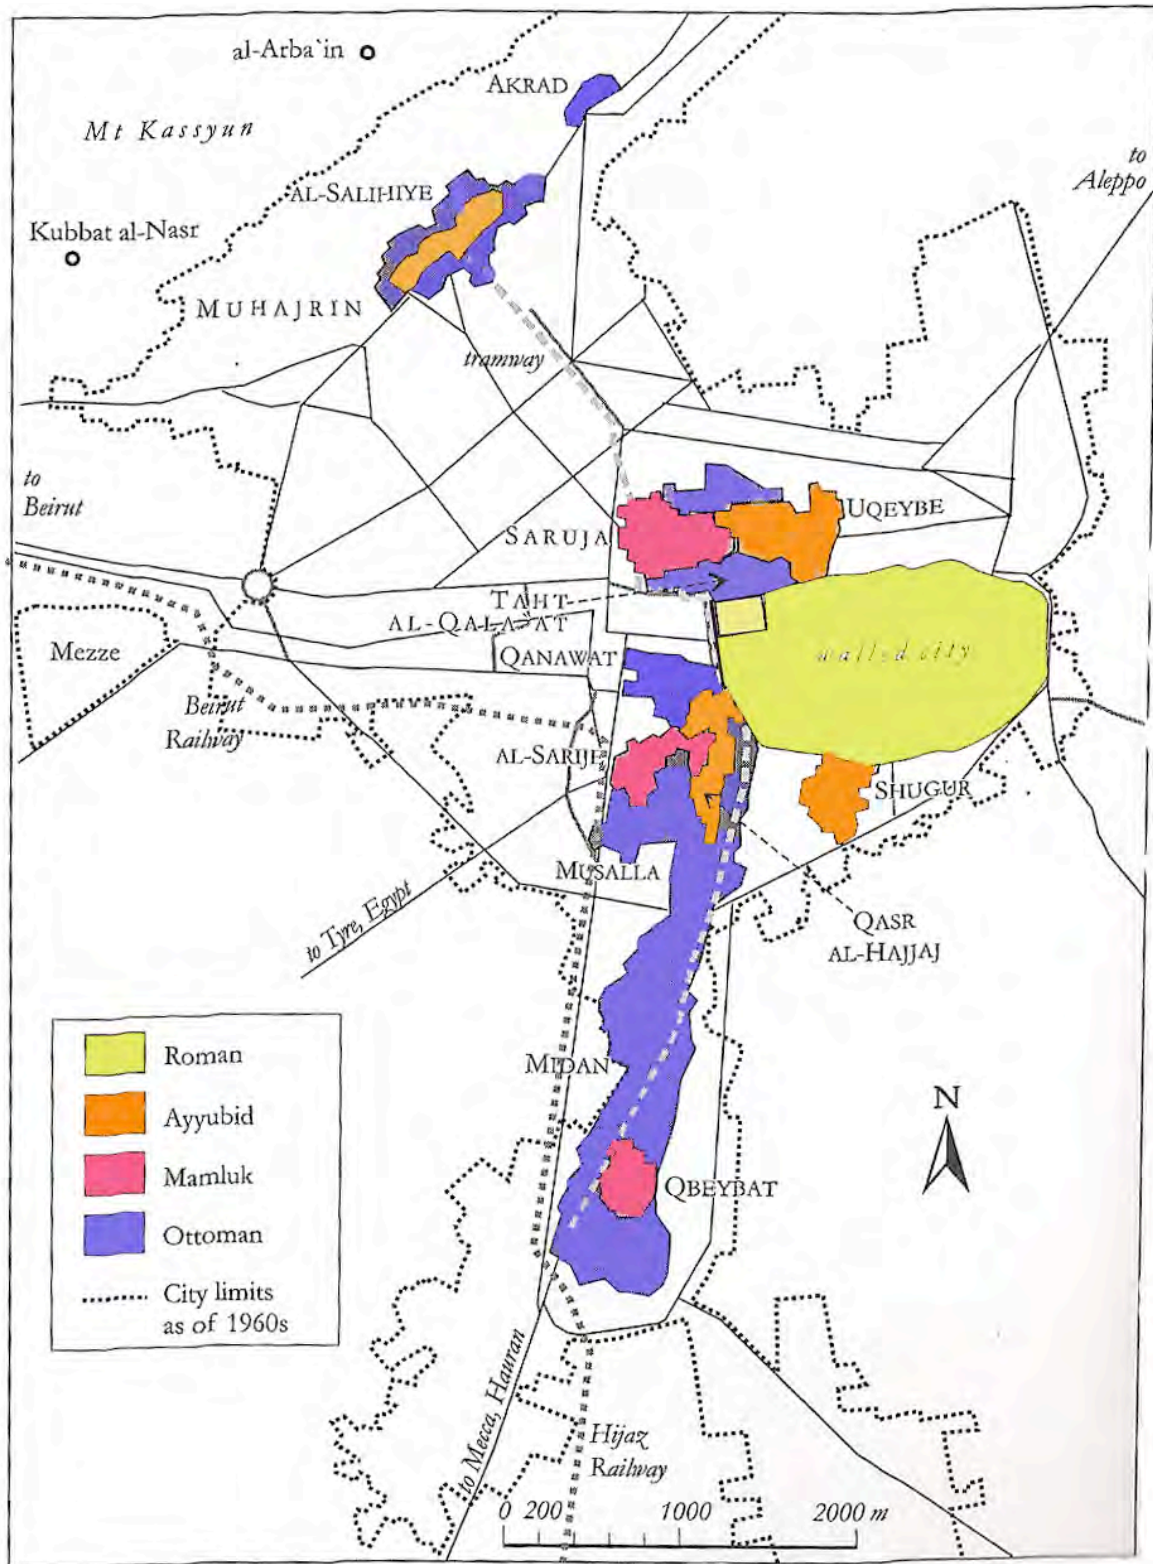 al-Arba`in
AKRAD
Mt Kassyun
to
Aleppo
AL-SALIHIYE
Kubbat al-Nasr
MUHAJRIN
tramway
to
Beirut
UQEYBE
SARUJA
TAHT
AL-QALA`AT
QANAWAT
walled city
Mezze
Beirut
Railway
AL-SARIJE
SHUGUR
MUSALLA
to Tyre, Egypt
QASR
AL-HAJJAJ
Roman
Ayyubid
Mamluk
Ottoman
City limits
as of 1960s
MIDAN
N
QBEYBAT
to Mecca, Hauran
Hijaz
Railway
0 200 1000 2000 m